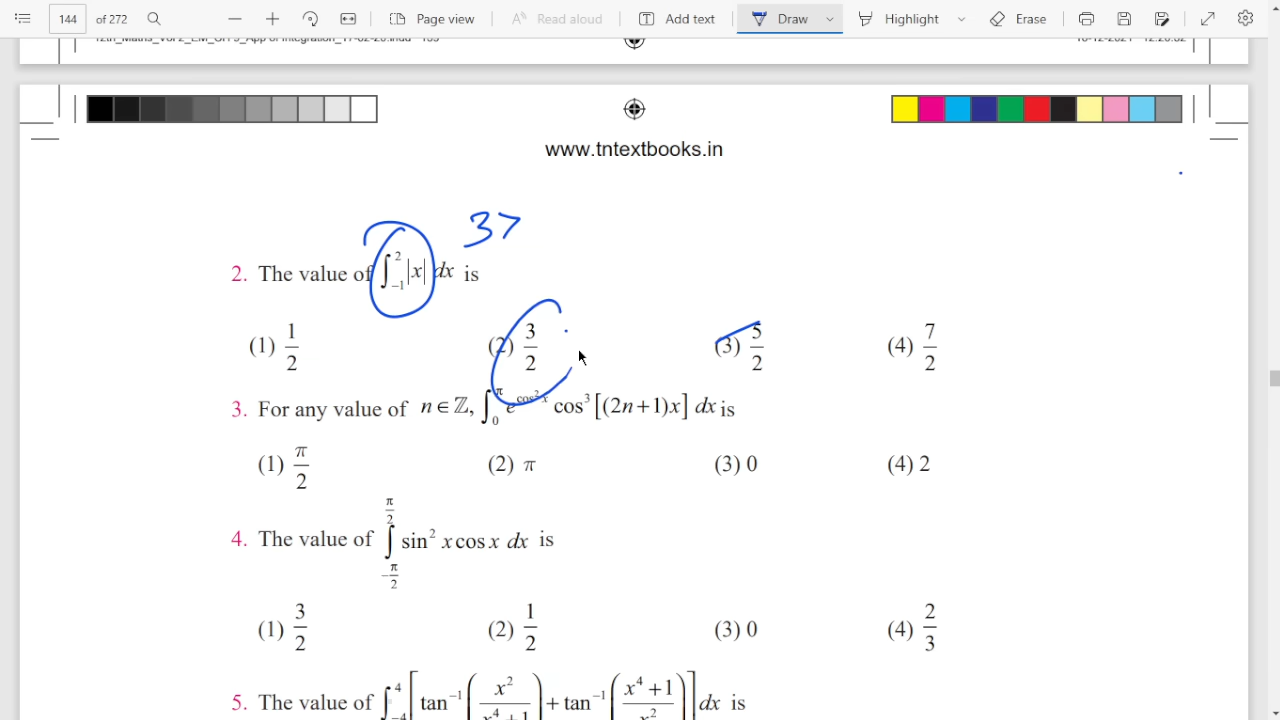 144 of 272 Page view Read aloud Add text Draw Highlight Erase
www.tntextbooks.in
37
2. The value of ∫_{-1}^{2} |x| dx is
(1) 1/2 (2) 3/2 (3) 5/2 (4) 7/2
3. For any value of n ∈ ℤ, ∫_{0}^{π} e^{cos² x} cos³ [(2n+1)x] dx is
(1) π/2 (2) π (3) 0 (4) 2
4. The value of ∫_{-π/2}^{π/2} sin² x cos x dx is
(1) 3/2 (2) 1/2 (3) 0 (4) 2/3
5. The value of ∫_{-4}^{4} [tan⁻¹ (x²/(x⁴+1)) + tan⁻¹ ((x⁴+1)/x²)] dx is